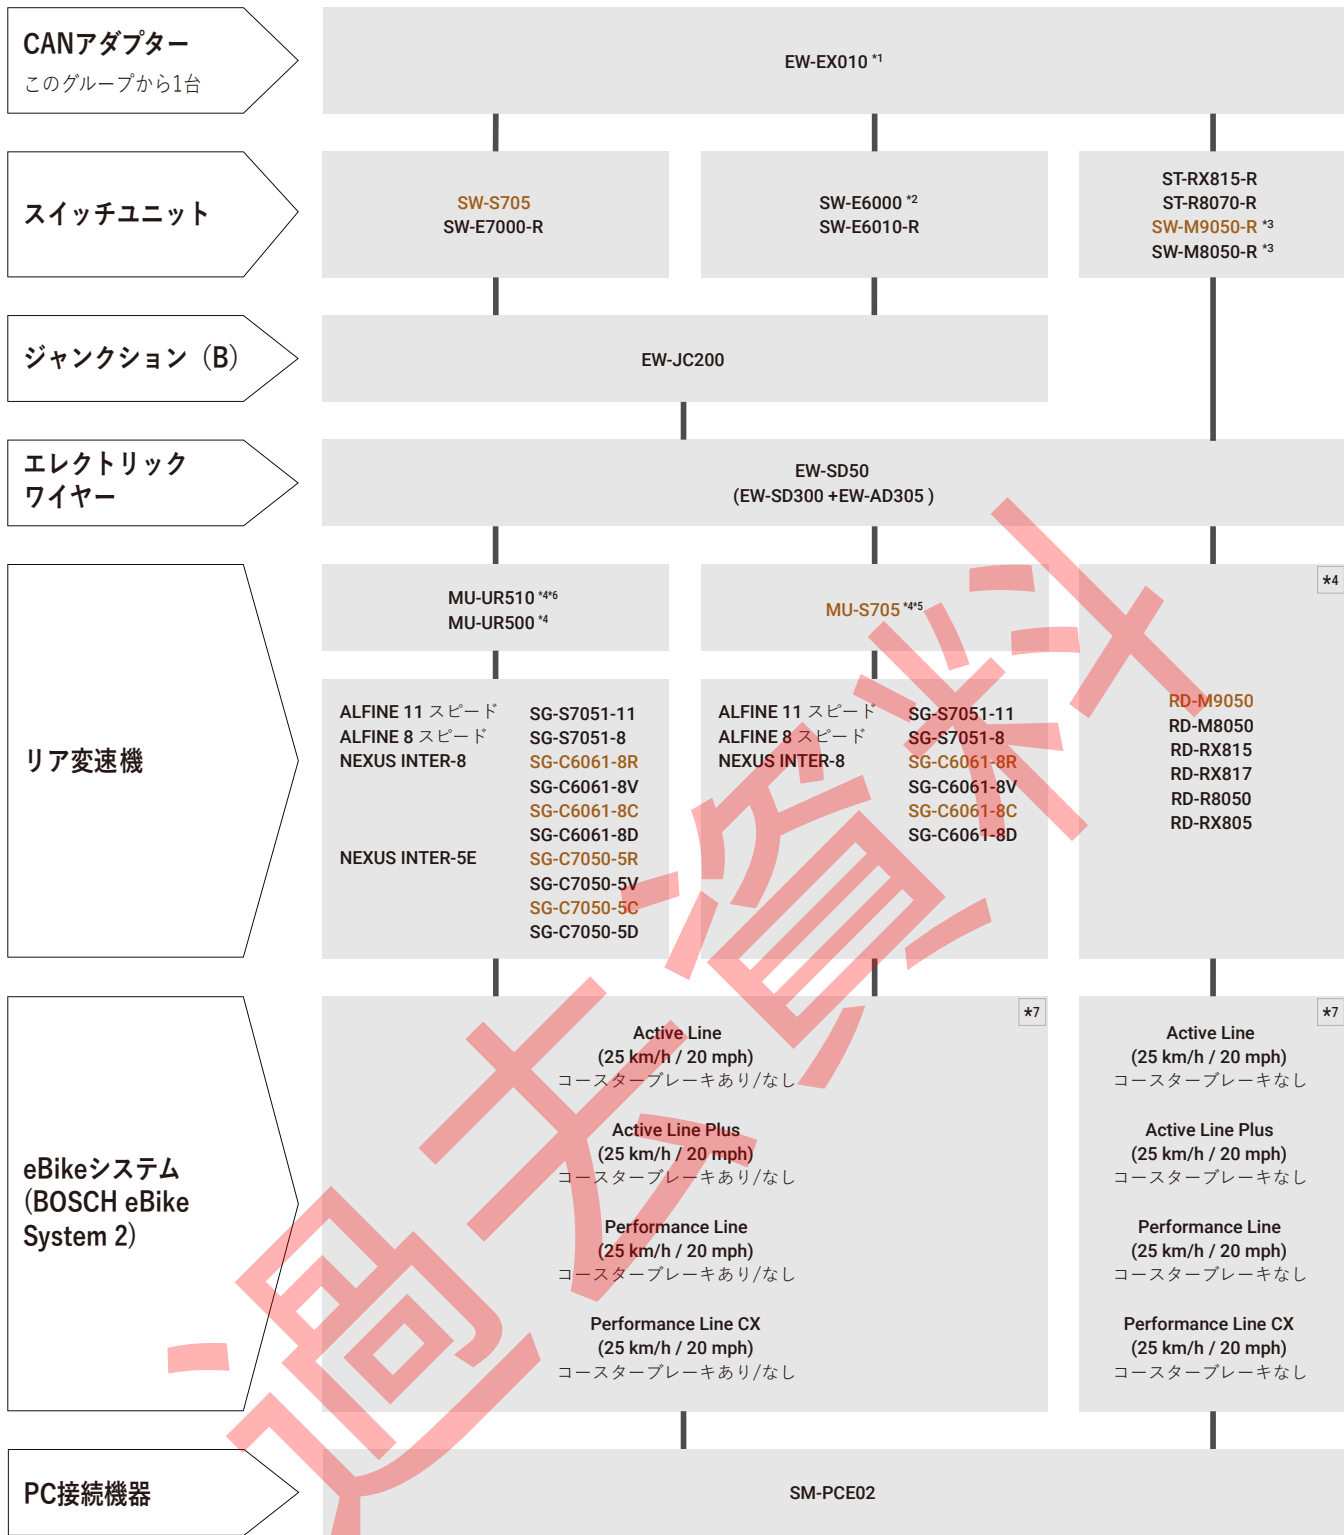 CANアダプター
このグループから1台
EW-EX010 *1
スイッチユニット
SW-S705
SW-E7000-R
SW-E6000 *2
SW-E6010-R
ST-RX815-R
ST-R8070-R
SW-M9050-R *3
SW-M8050-R *3
ジャンクション（B）
EW-JC200
エレクトリック
ワイヤー
EW-SD50
(EW-SD300 +EW-AD305 )
リア変速機
MU-UR510 *4*6
MU-UR500 *4
ALFINE 11 スピード SG-S7051-11
ALFINE 8 スピード SG-S7051-8
NEXUS INTER-8 SG-C6061-8R
SG-C6061-8V
SG-C6061-8C
SG-C6061-8D
NEXUS INTER-5E SG-C7050-5R
SG-C7050-5V
SG-C7050-5C
SG-C7050-5D
MU-S705 *4*5
ALFINE 11 スピード SG-S7051-11
ALFINE 8 スピード SG-S7051-8
NEXUS INTER-8 SG-C6061-8R
SG-C6061-8V
SG-C6061-8C
SG-C6061-8D
*4
RD-M9050
RD-M8050
RD-RX815
RD-RX817
RD-R8050
RD-RX805
eBikeシステム
(BOSCH eBike
System 2)
*7
Active Line
(25 km/h / 20 mph)
コースターブレーキあり/なし
Active Line Plus
(25 km/h / 20 mph)
コースターブレーキあり/なし
Performance Line
(25 km/h / 20 mph)
コースターブレーキあり/なし
Performance Line CX
(25 km/h / 20 mph)
コースターブレーキあり/なし
*7
Active Line
(25 km/h / 20 mph)
コースターブレーキなし
Active Line Plus
(25 km/h / 20 mph)
コースターブレーキなし
Performance Line
(25 km/h / 20 mph)
コースターブレーキなし
Performance Line CX
(25 km/h / 20 mph)
コースターブレーキなし
PC接続機器
SM-PCE02
過去資料